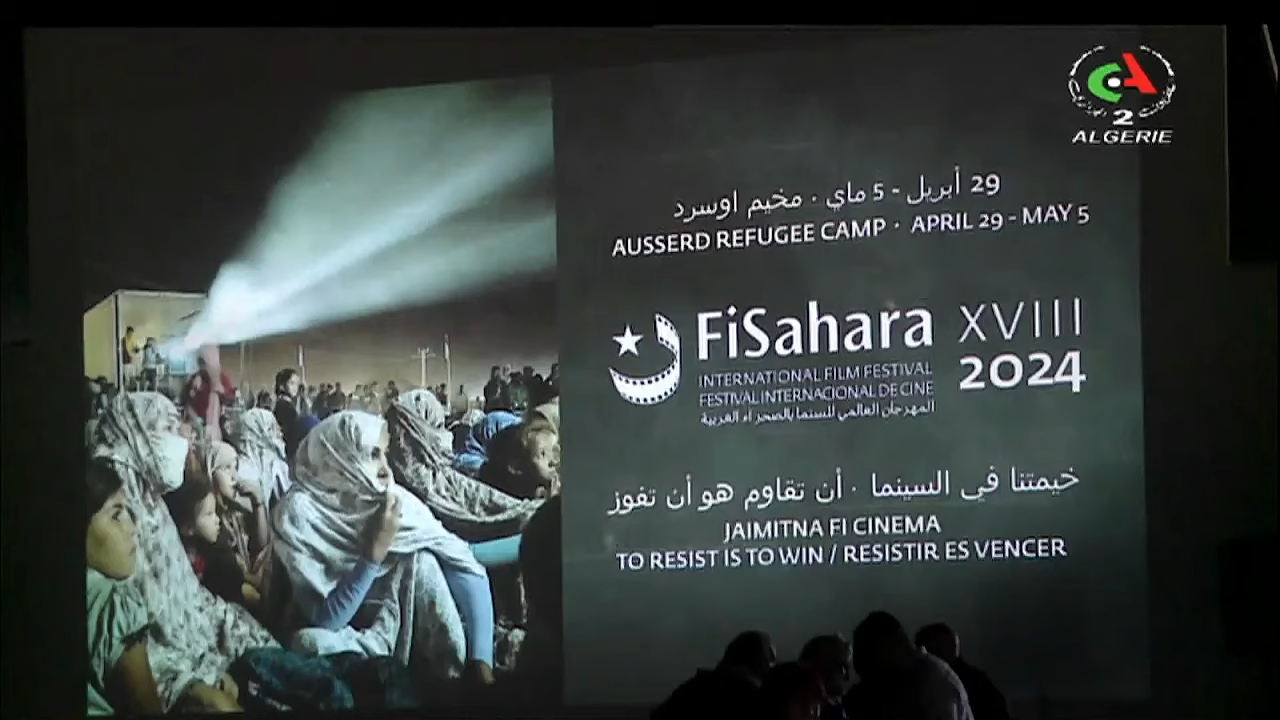 2
ALGERIE
29 أبريل - 5 ماي · مخيم اوسرد
AUSSERD REFUGEE CAMP · APRIL 29 - MAY 5
FiSahara XVIII
2024
INTERNATIONAL FILM FESTIVAL
FESTIVAL INTERNACIONAL DE CINE
المهرجان العالمي للسينما بالصحراء الغربية
خيمتنا في السينما · أن تقاوم هو أن تفوز
JAIMITNA FI CINEMA
TO RESIST IS TO WIN / RESISTIR ES VENCER